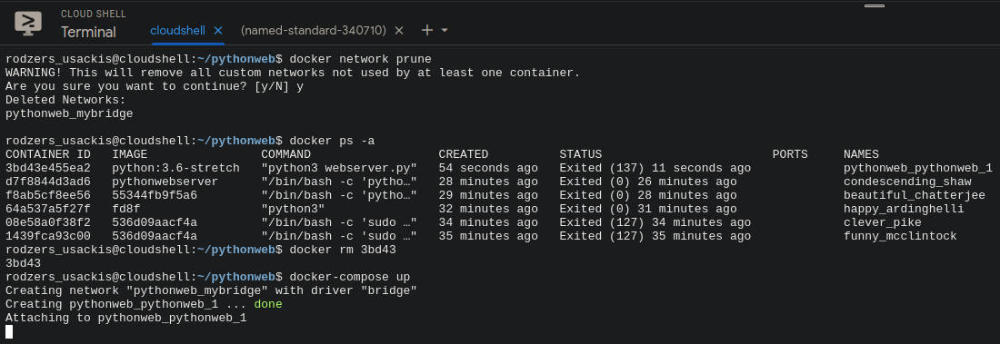 CLOUD SHELL
Terminal
cloudshell × (named-standard-340710) × +
rodzers_usackis@cloudshell:~/pythonweb$ docker network prune
WARNING! This will remove all custom networks not used by at least one container.
Are you sure you want to continue? [y/N] y
Deleted Networks:
pythonweb_mybridge
rodzers_usackis@cloudshell:~/pythonweb$ docker ps -a
CONTAINER ID IMAGE COMMAND CREATED STATUS PORTS NAMES
3bd43e455ea2 python:3.6-stretch "python3 webserver.py" 54 seconds ago Exited (137) 11 seconds ago pythonweb_pythonweb_1
d7f8844d3ad6 pythonwebserver "/bin/bash -c 'pytho…" 28 minutes ago Exited (0) 26 minutes ago condescending_shaw
f8ab5cf8ee56 55344fb9f5a6 "/bin/bash -c 'pytho…" 29 minutes ago Exited (0) 28 minutes ago beautiful_chatterjee
64a537a5f27f fd8f "python3" 32 minutes ago Exited (0) 31 minutes ago happy_ardinghelli
08e58a0f38f2 536d09aacf4a "/bin/bash -c 'sudo …" 34 minutes ago Exited (127) 34 minutes ago clever_pike
1439fca93c00 536d09aacf4a "/bin/bash -c 'sudo …" 35 minutes ago Exited (127) 35 minutes ago funny_mcclintock
rodzers_usackis@cloudshell:~/pythonweb$ docker rm 3bd43
3bd43
rodzers_usackis@cloudshell:~/pythonweb$ docker-compose up
Creating network "pythonweb_mybridge" with driver "bridge"
Creating pythonweb_pythonweb_1 ... done
Attaching to pythonweb_pythonweb_1